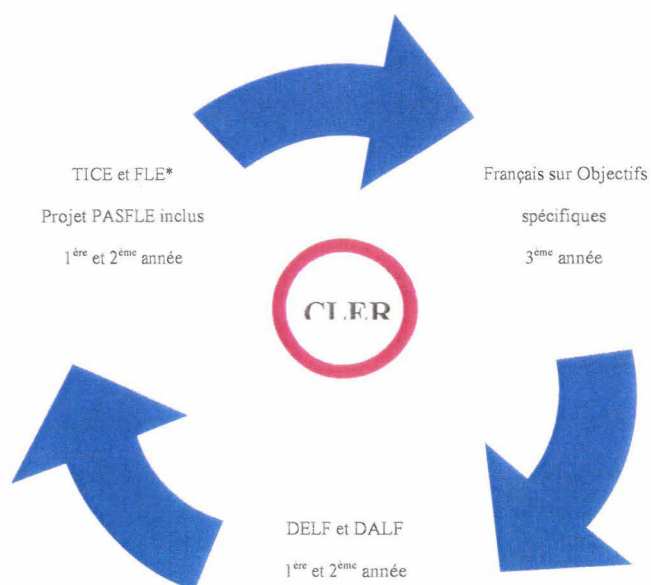 TICE et FLE*
Projet PASFLE inclus
1ère et 2ème année
Français sur Objectifs
spécifiques
3ème année
CLER
DELF et DALF
1ère et 2ème année